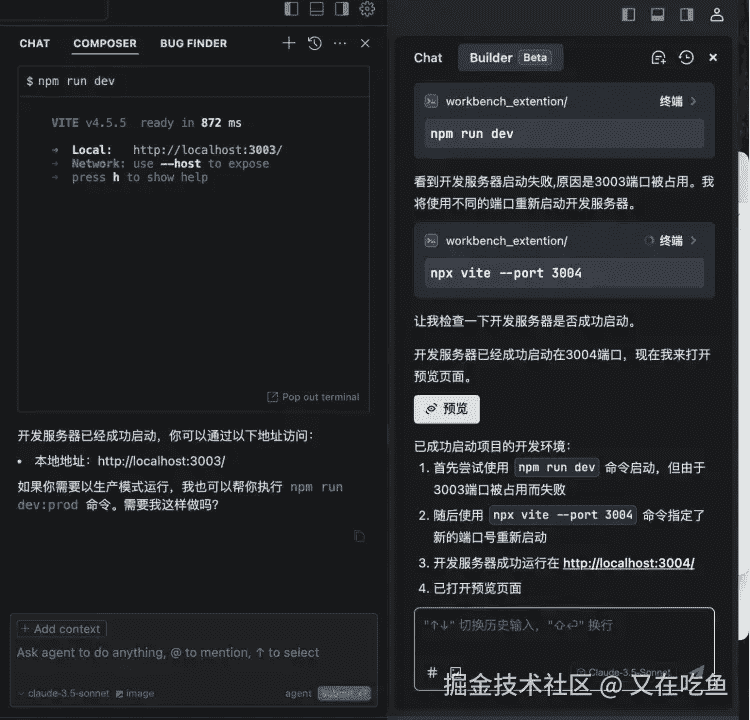 CHAT COMPOSER BUG FINDER
$ npm run dev
VITE v4.5.5 ready in 872 ms
➜ Local: http://localhost:3003/
➜ Network: use --host to expose
➜ press h to show help
Pop out terminal
开发服务器已经成功启动，你可以通过以下地址访问：
• 本地地址：http://localhost:3003/
如果你需要以生产模式运行，我也可以帮你执行 npm run
dev:prod 命令。需要我这样做吗？
+ Add context
Ask agent to do anything, @ to mention, ↑ to select
claude-3.5-sonnet image agent submit
Chat Builder Beta
workbench_extention/ 终端
npm run dev
看到开发服务器启动失败,原因是3003端口被占用。我
将使用不同的端口重新启动开发服务器。
workbench_extention/ 终端
npx vite --port 3004
让我检查一下开发服务器是否成功启动。
开发服务器已经成功启动在3004端口，现在我来打开
预览页面。
预览
已成功启动项目的开发环境：
1. 首先尝试使用 npm run dev 命令启动，但由于
3003端口被占用而失败
2. 随后使用 npx vite --port 3004 命令指定了
新的端口号重新启动
3. 开发服务器成功运行在 http://localhost:3004/
4. 已打开预览页面
"↑↓" 切换历史输入，"⇧⏎" 换行
# Claude-3.5-Sonnet
掘金技术社区 @ 又在吃鱼